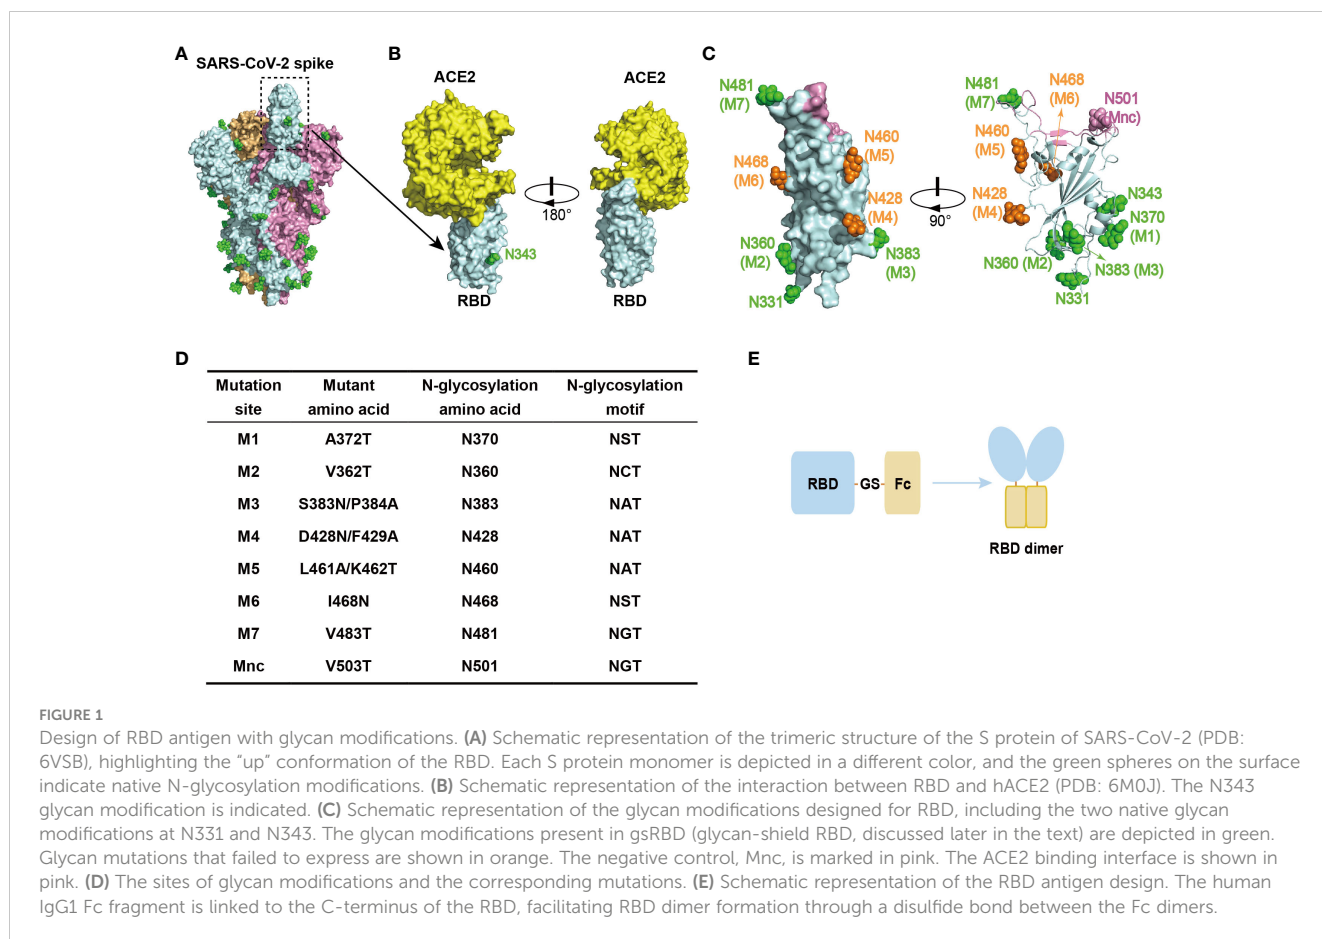 A
SARS-CoV-2 spike
B
ACE2
N343
RBD
180°
ACE2
RBD
C
N481
(M7)
N460
(M5)
N468
(M6)
N428
(M4)
N360
(M2)
N383
(M3)
N331
90°
N481
(M7)
N468
(M6)
N501
(Mnc)
N460
(M5)
N428
(M4)
N343
N370
(M1)
N360 (M2)
N383 (M3)
N331
D
Mutation site Mutant amino acid N-glycosylation amino acid N-glycosylation motif
M1 A372T N370 NST
M2 V362T N360 NCT
M3 S383N/P384A N383 NAT
M4 D428N/F429A N428 NAT
M5 L461A/K462T N460 NAT
M6 I468N N468 NST
M7 V483T N481 NGT
Mnc V503T N501 NGT
E
RBD GS Fc
RBD dimer
FIGURE 1
Design of RBD antigen with glycan modifications. (A) Schematic representation of the trimeric structure of the S protein of SARS-CoV-2 (PDB:
6VSB), highlighting the “up” conformation of the RBD. Each S protein monomer is depicted in a different color, and the green spheres on the surface
indicate native N-glycosylation modifications. (B) Schematic representation of the interaction between RBD and hACE2 (PDB: 6M0J). The N343
glycan modification is indicated. (C) Schematic representation of the glycan modifications designed for RBD, including the two native glycan
modifications at N331 and N343. The glycan modifications present in gsRBD (glycan-shield RBD, discussed later in the text) are depicted in green.
Glycan mutations that failed to express are shown in orange. The negative control, Mnc, is marked in pink. The ACE2 binding interface is shown in
pink. (D) The sites of glycan modifications and the corresponding mutations. (E) Schematic representation of the RBD antigen design. The human
IgG1 Fc fragment is linked to the C-terminus of the RBD, facilitating RBD dimer formation through a disulfide bond between the Fc dimers.